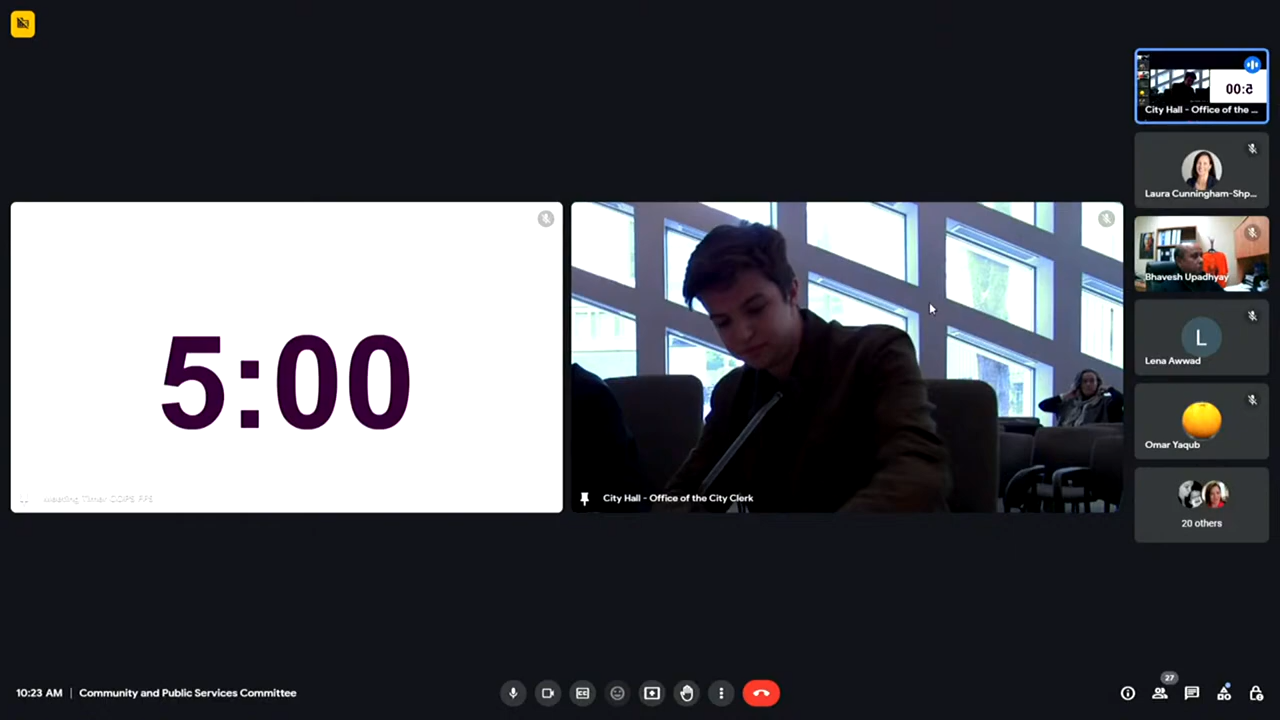 5:00
City Hall - Office of the City Clerk
5:00
City Hall - Office of the ...
Laura Cunningham-Shp...
Bhavesh Upadhyay
L
Lena Awwad
Omar Yaqub
20 others
10:23 AM | Community and Public Services Committee
27